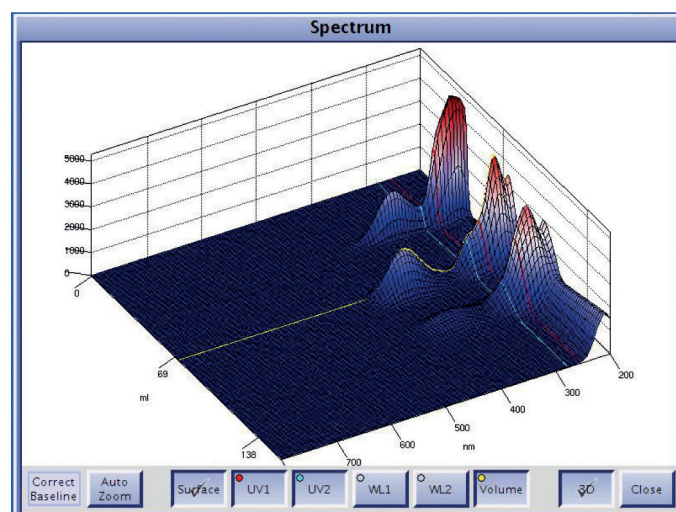 Spectrum
5000
4000
3000
2000
1000
0
0
69
ml
138
200
300
400
500
nm
600
700
Correct
Baseline
Auto
Zoom
Surface
UV1
UV2
WL1
WL2
Volume
3D
Close